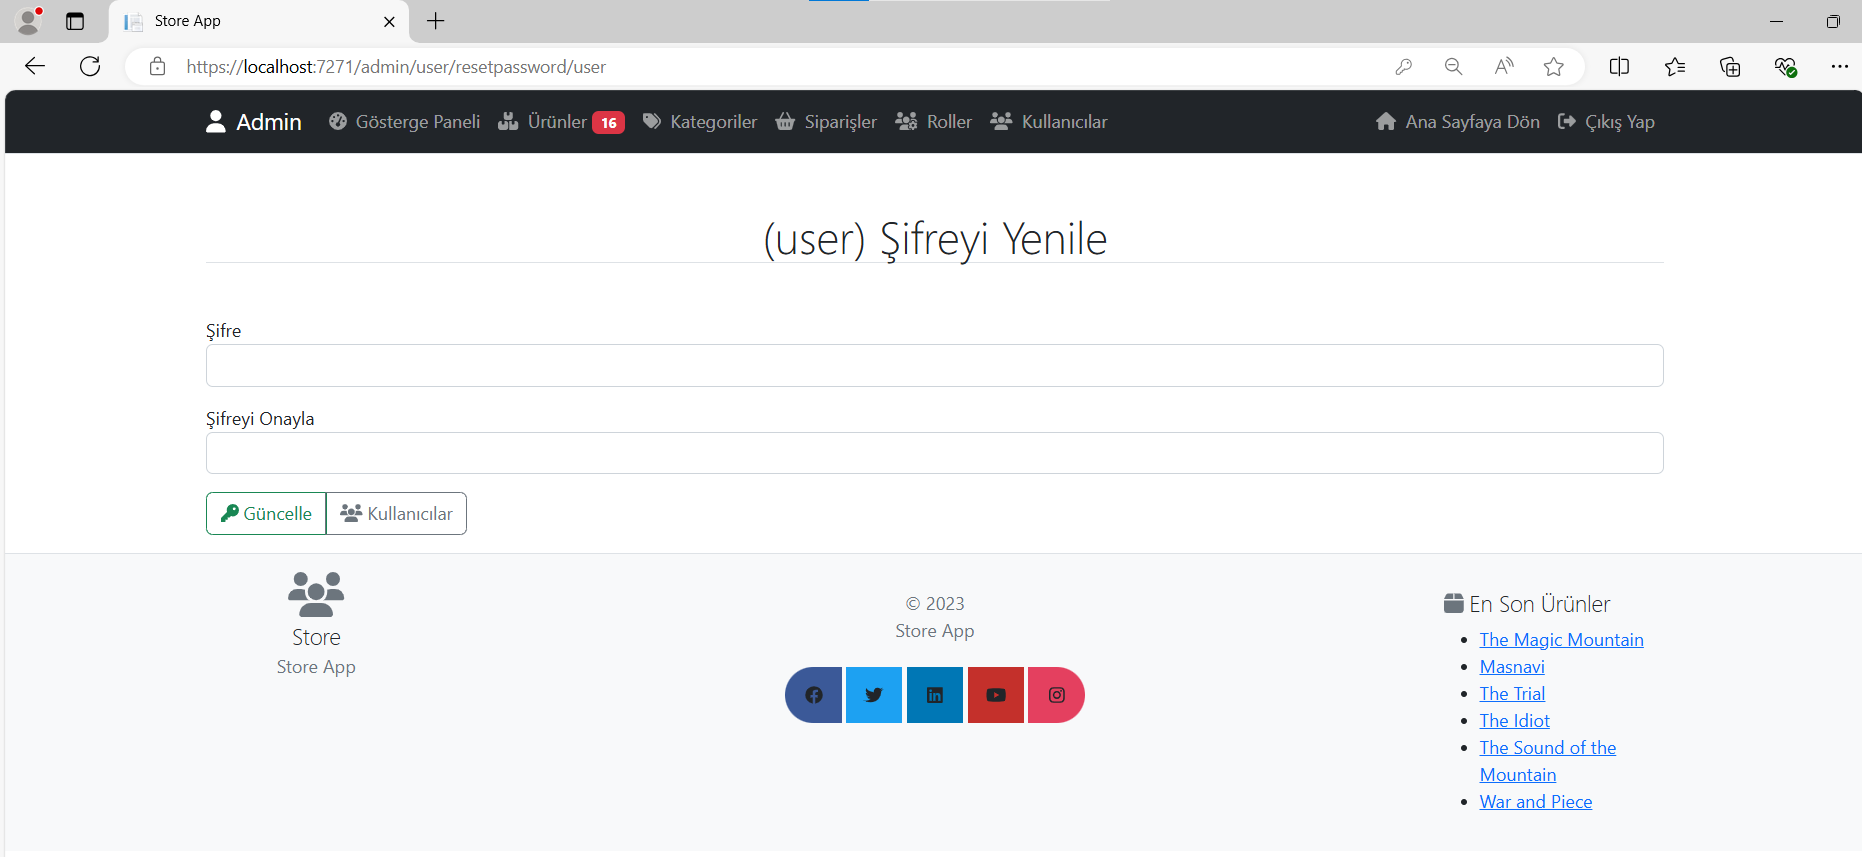 Store App
https://localhost:7271/admin/user/resetpassword/user
Admin Gösterge Paneli Ürünler 16 Kategoriler Siparişler Roller Kullanıcılar Ana Sayfaya Dön Çıkış Yap
(user) Şifreyi Yenile
Şifre
Şifreyi Onayla
Güncelle Kullanıcılar
Store
Store App
© 2023
Store App
En Son Ürünler
The Magic Mountain
Masnavi
The Trial
The Idiot
The Sound of the
Mountain
War and Piece